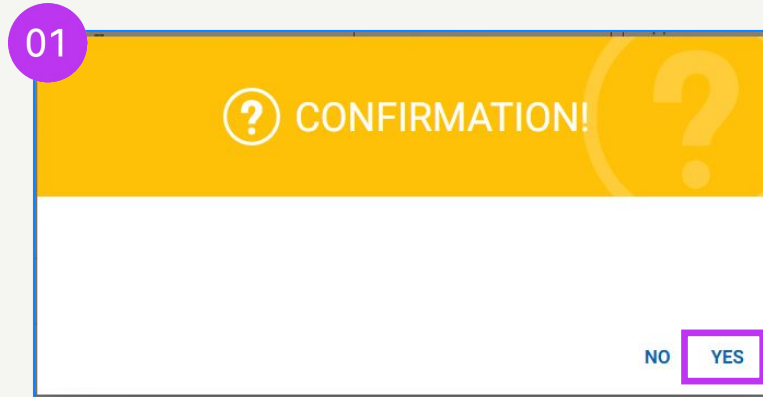 01
? CONFIRMATION!
?
NO YES